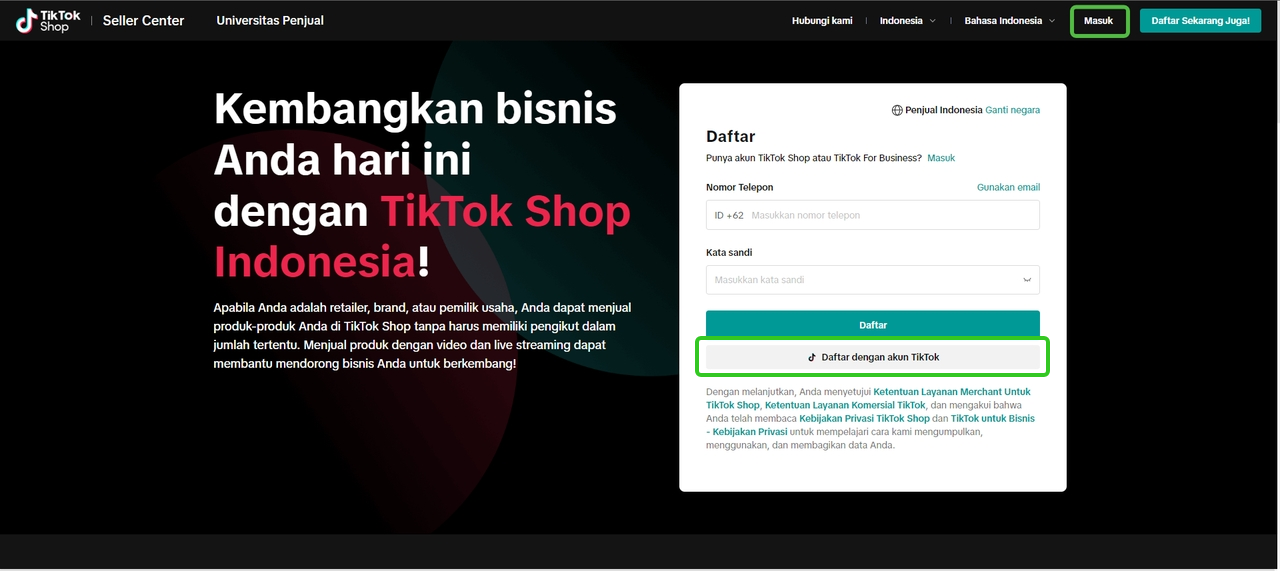 TikTok Shop | Seller Center Universitas Penjual Hubungi kami | Indonesia | Bahasa Indonesia Masuk Daftar Sekarang Juga!
Kembangkan bisnis
Anda hari ini
dengan TikTok Shop
Indonesia!
Apabila Anda adalah retailer, brand, atau pemilik usaha, Anda dapat menjual
produk-produk Anda di TikTok Shop tanpa harus memiliki pengikut dalam
jumlah tertentu. Menjual produk dengan video dan live streaming dapat
membantu mendorong bisnis Anda untuk berkembang!
Penjual Indonesia Ganti negara
Daftar
Punya akun TikTok Shop atau TikTok For Business? Masuk
Nomor Telepon Gunakan email
ID +62 Masukkan nomor telepon
Kata sandi
Masukkan kata sandi
Daftar
Daftar dengan akun TikTok
Dengan melanjutkan, Anda menyetujui Ketentuan Layanan Merchant Untuk
TikTok Shop, Ketentuan Layanan Komersial TikTok, dan mengakui bahwa
Anda telah membaca Kebijakan Privasi TikTok Shop dan TikTok untuk Bisnis
- Kebijakan Privasi untuk mempelajari cara kami mengumpulkan,
menggunakan, dan membagikan data Anda.